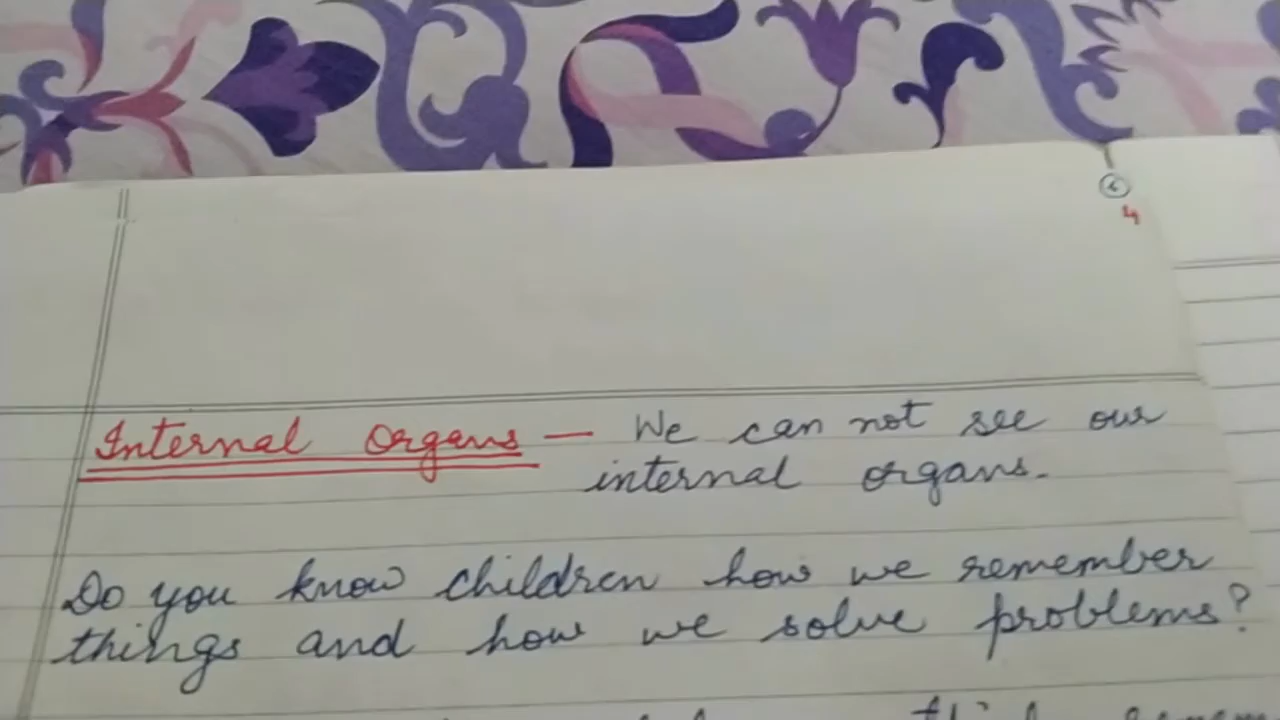 4
Internal Organs — We can not see our
internal organs.
Do you know children how we remember
things and how we solve problems?